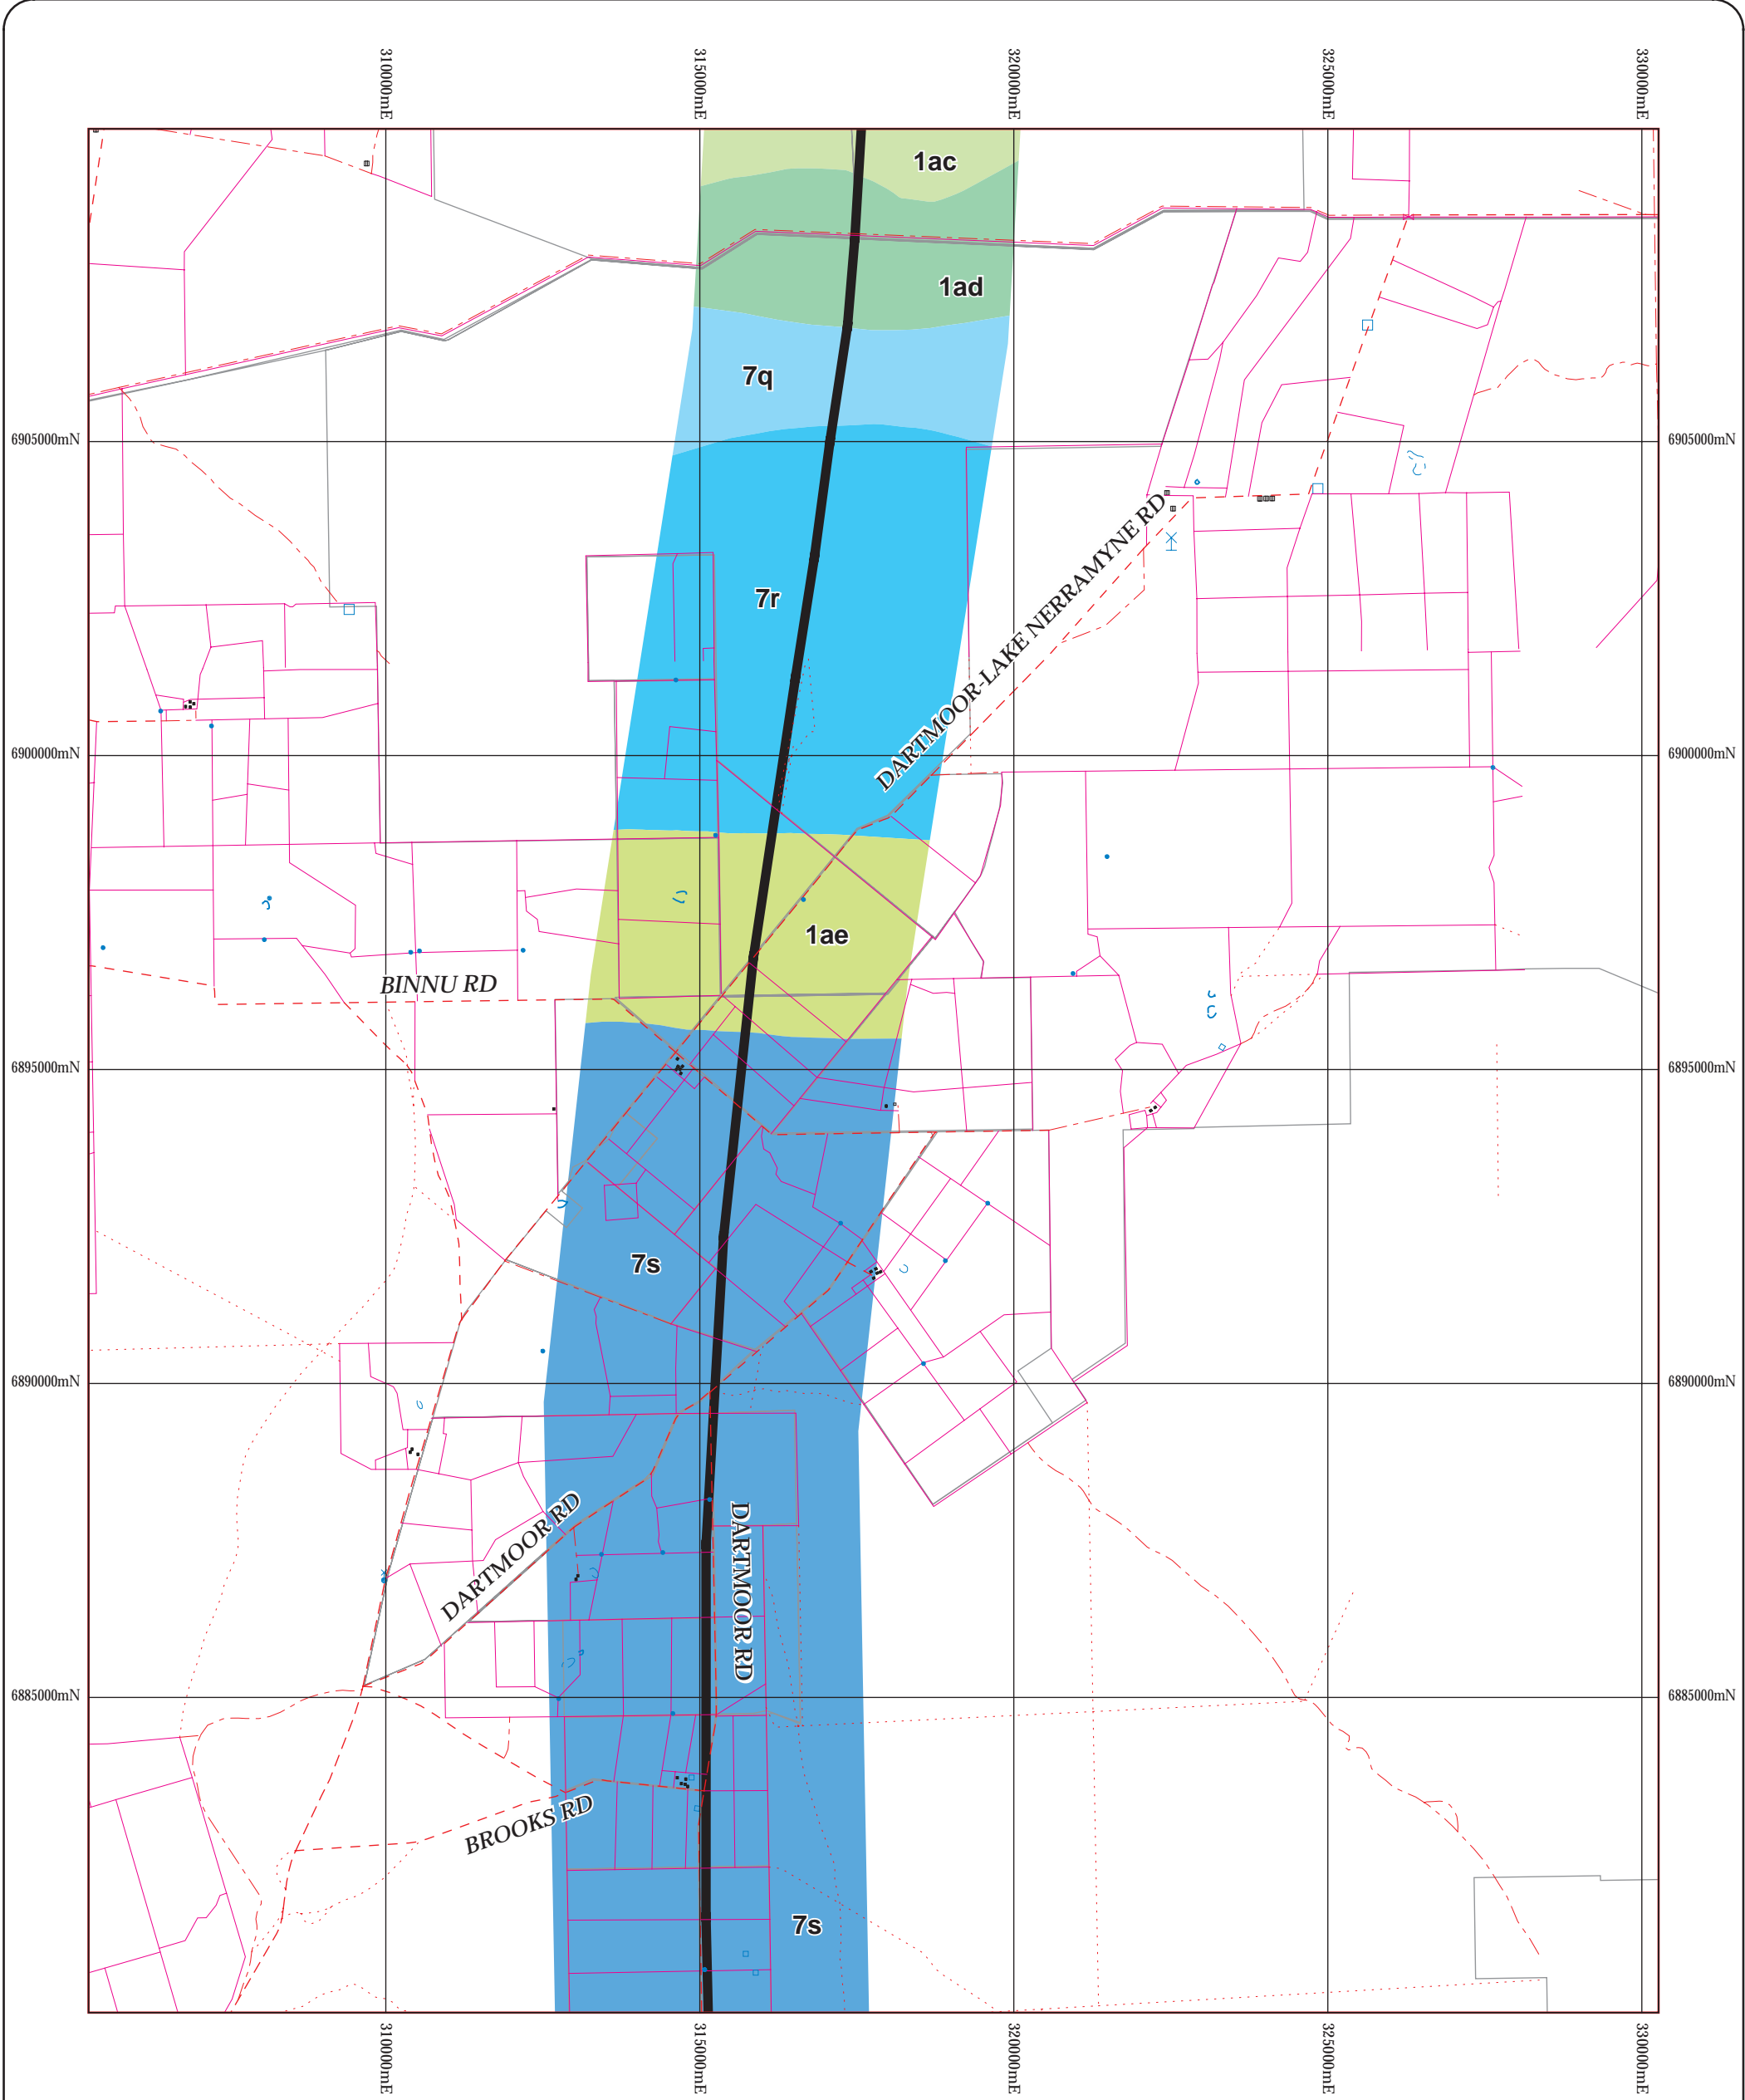 310000mE
315000mE
320000mE
325000mE
330000mE
1ac
1ad
7q
6905000mN
6905000mN
DARTMOOR-LAKE NERRAMYNE RD
7r
6900000mN
6900000mN
1ae
BINNU RD
6895000mN
6895000mN
7s
6890000mN
6890000mN
DARTMOOR RD
DARTMOOR RD
6885000mN
6885000mN
BROOKS RD
7s
310000mE
315000mE
320000mE
325000mE
330000mE